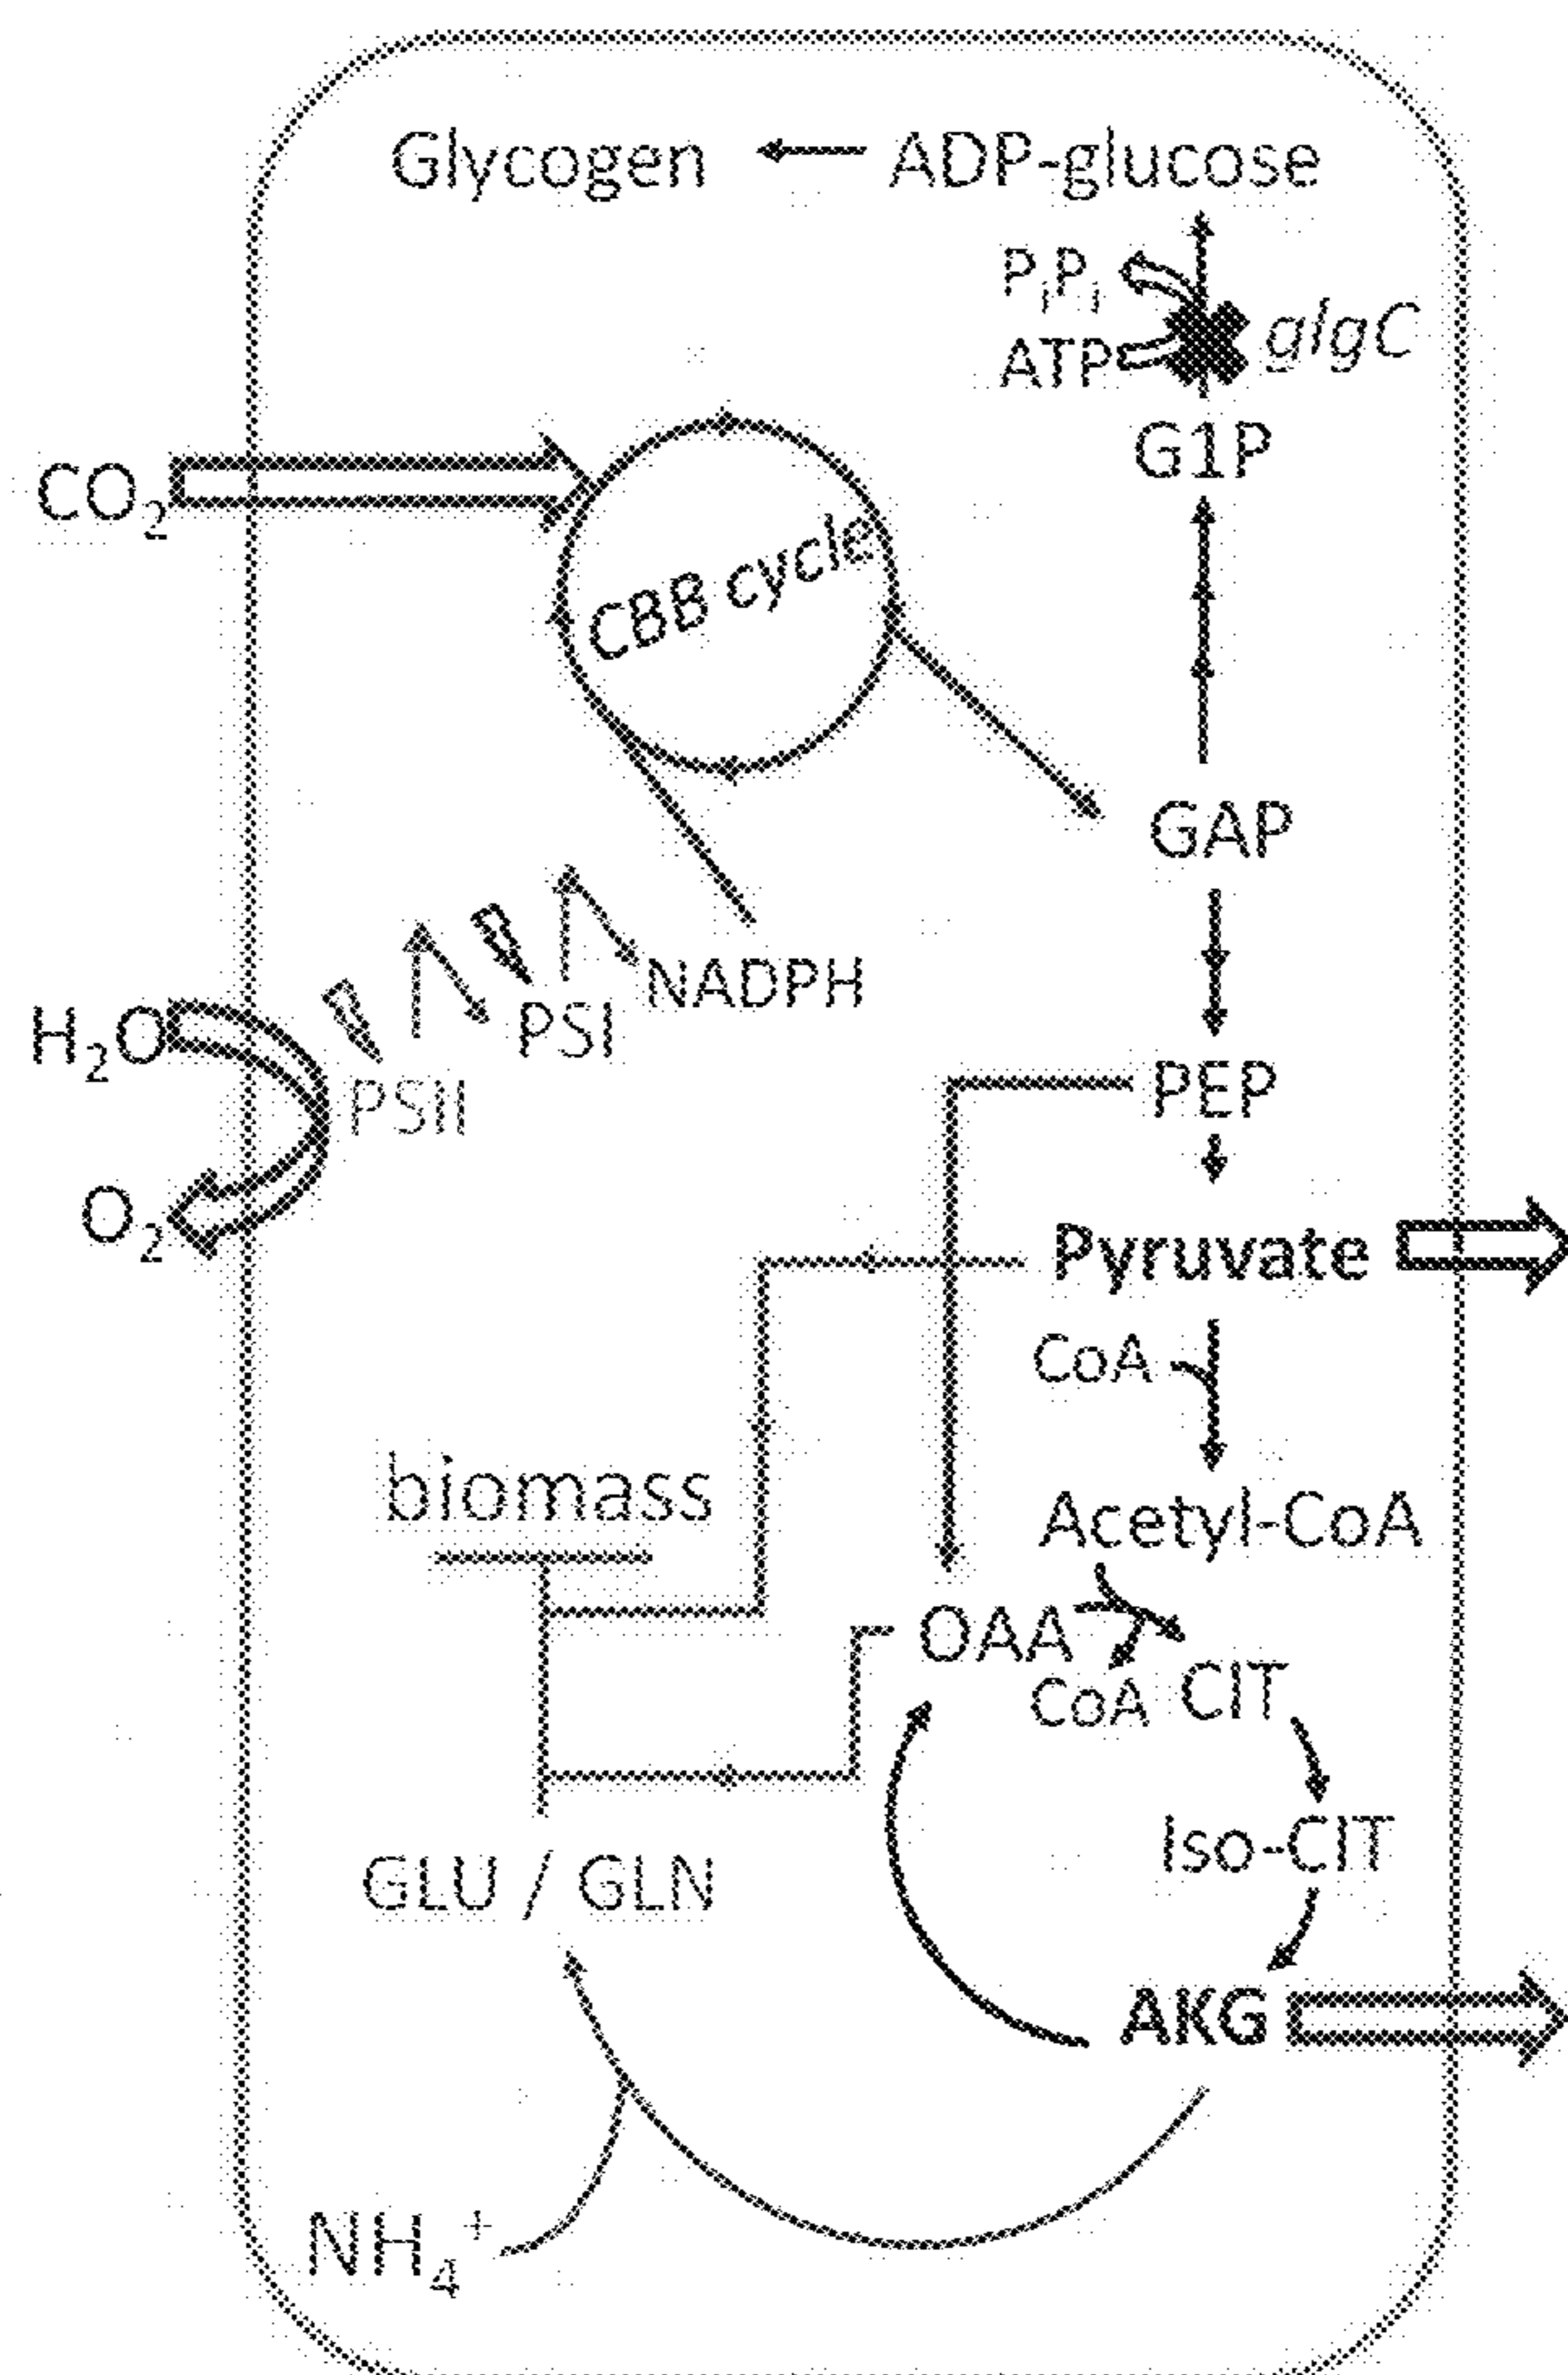 Glycogen ADP-glucose
PiPi
ATP glgC
G1P
CO2
CBB cycle
GAP
NADPH
PSI
H2O
PSII
PEP
O2
Pyruvate
CoA
biomass
Acetyl-CoA
OAA
CoA CIT
Iso-CIT
GLU / GLN
AKG
NH4+